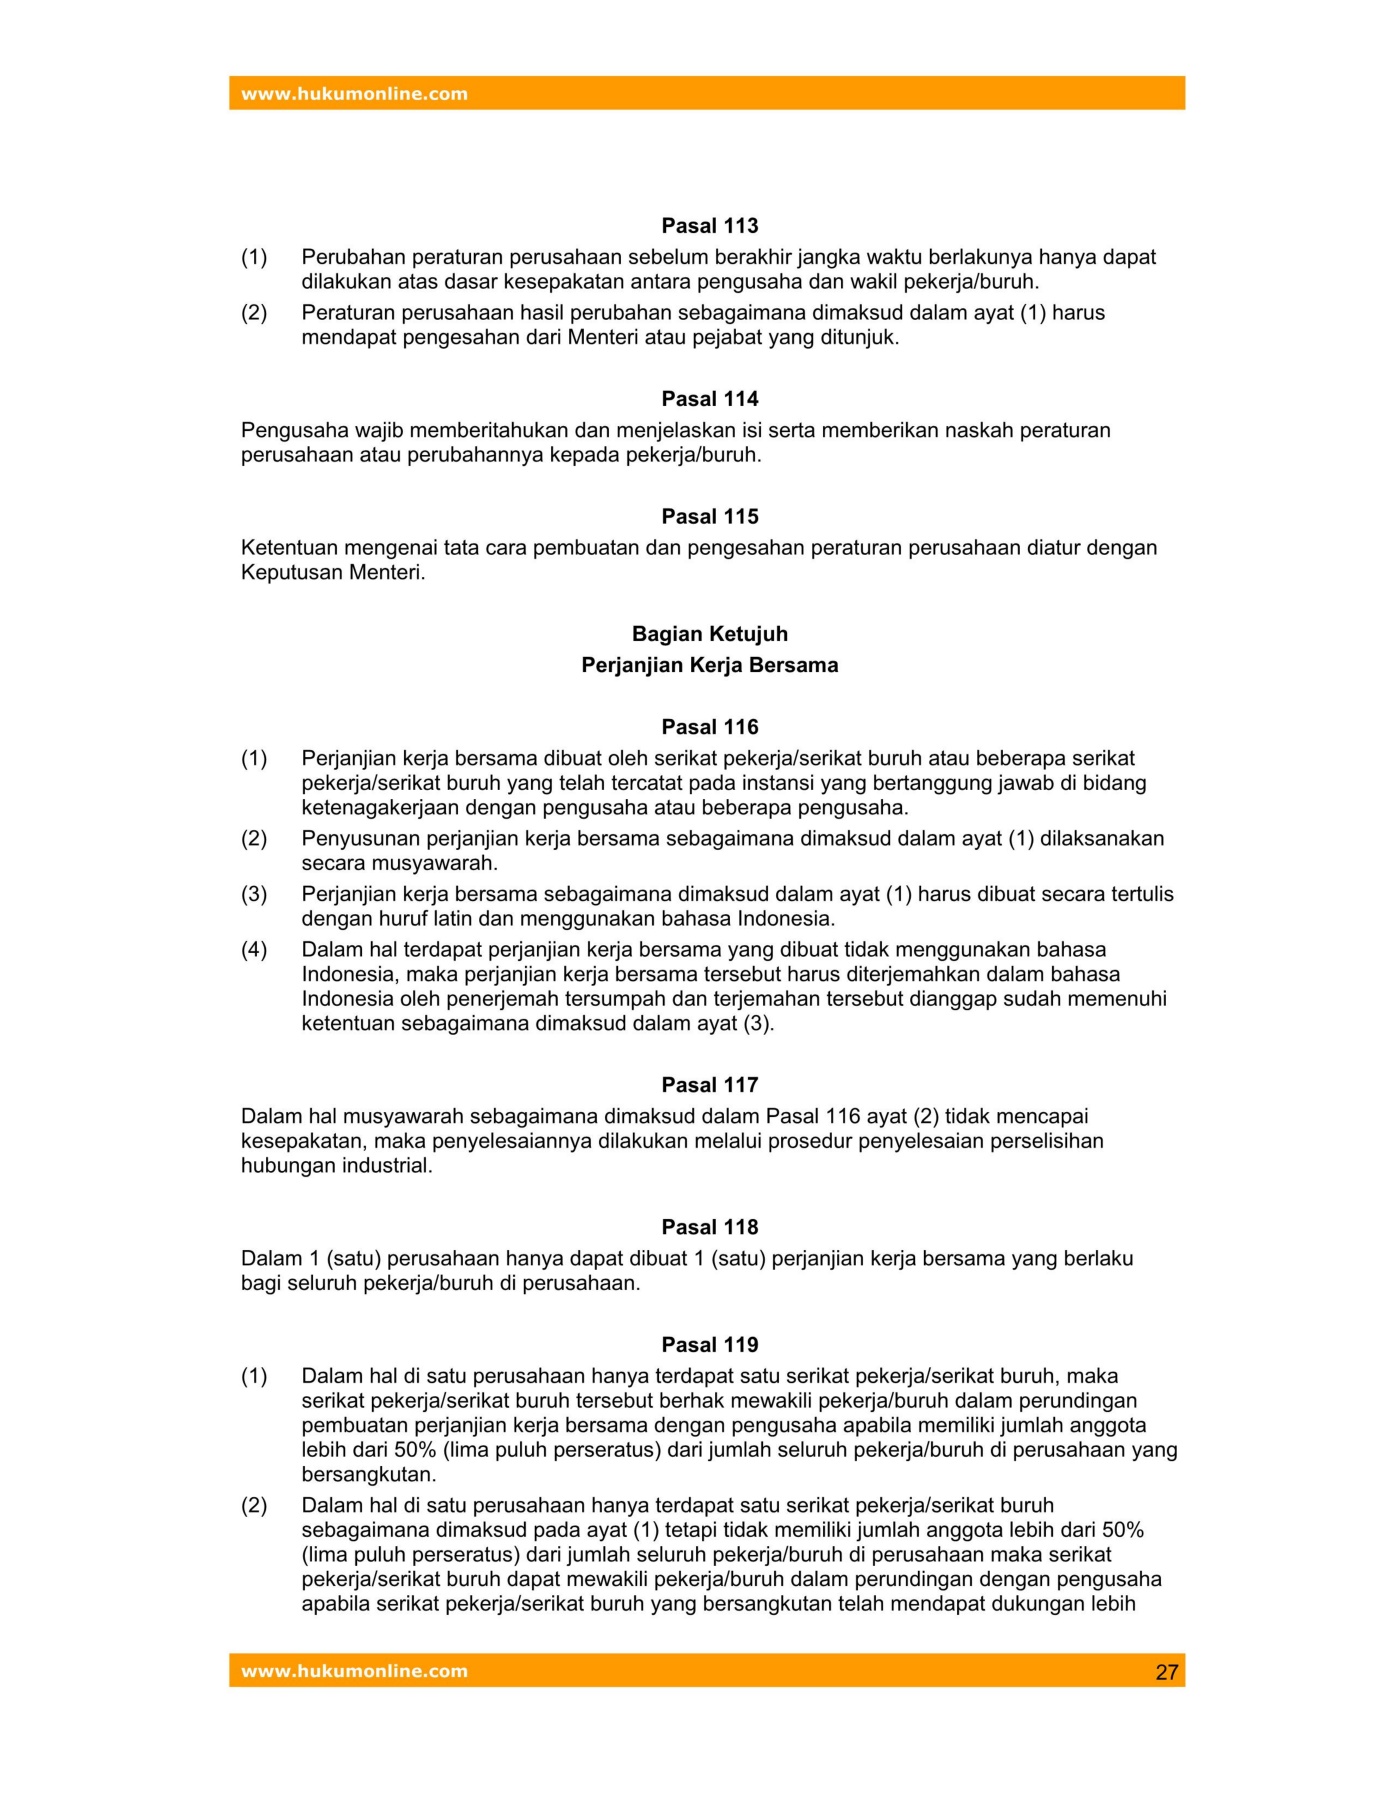 www.hukumonline.com
Pasal 113
(1) Perubahan peraturan perusahaan sebelum berakhir jangka waktu berlakunya hanya dapat
dilakukan atas dasar kesepakatan antara pengusaha dan wakil pekerja/buruh.
(2) Peraturan perusahaan hasil perubahan sebagaimana dimaksud dalam ayat (1) harus
mendapat pengesahan dari Menteri atau pejabat yang ditunjuk.
Pasal 114
Pengusaha wajib memberitahukan dan menjelaskan isi serta memberikan naskah peraturan
perusahaan atau perubahannya kepada pekerja/buruh.
Pasal 115
Ketentuan mengenai tata cara pembuatan dan pengesahan peraturan perusahaan diatur dengan
Keputusan Menteri.
Bagian Ketujuh
Perjanjian Kerja Bersama
Pasal 116
(1) Perjanjian kerja bersama dibuat oleh serikat pekerja/serikat buruh atau beberapa serikat
pekerja/serikat buruh yang telah tercatat pada instansi yang bertanggung jawab di bidang
ketenagakerjaan dengan pengusaha atau beberapa pengusaha.
(2) Penyusunan perjanjian kerja bersama sebagaimana dimaksud dalam ayat (1) dilaksanakan
secara musyawarah.
(3) Perjanjian kerja bersama sebagaimana dimaksud dalam ayat (1) harus dibuat secara tertulis
dengan huruf latin dan menggunakan bahasa Indonesia.
(4) Dalam hal terdapat perjanjian kerja bersama yang dibuat tidak menggunakan bahasa
Indonesia, maka perjanjian kerja bersama tersebut harus diterjemahkan dalam bahasa
Indonesia oleh penerjemah tersumpah dan terjemahan tersebut dianggap sudah memenuhi
ketentuan sebagaimana dimaksud dalam ayat (3).
Pasal 117
Dalam hal musyawarah sebagaimana dimaksud dalam Pasal 116 ayat (2) tidak mencapai
kesepakatan, maka penyelesaiannya dilakukan melalui prosedur penyelesaian perselisihan
hubungan industrial.
Pasal 118
Dalam 1 (satu) perusahaan hanya dapat dibuat 1 (satu) perjanjian kerja bersama yang berlaku
bagi seluruh pekerja/buruh di perusahaan.
Pasal 119
(1) Dalam hal di satu perusahaan hanya terdapat satu serikat pekerja/serikat buruh, maka
serikat pekerja/serikat buruh tersebut berhak mewakili pekerja/buruh dalam perundingan
pembuatan perjanjian kerja bersama dengan pengusaha apabila memiliki jumlah anggota
lebih dari 50% (lima puluh perseratus) dari jumlah seluruh pekerja/buruh di perusahaan yang
bersangkutan.
(2) Dalam hal di satu perusahaan hanya terdapat satu serikat pekerja/serikat buruh
sebagaimana dimaksud pada ayat (1) tetapi tidak memiliki jumlah anggota lebih dari 50%
(lima puluh perseratus) dari jumlah seluruh pekerja/buruh di perusahaan maka serikat
pekerja/serikat buruh dapat mewakili pekerja/buruh dalam perundingan dengan pengusaha
apabila serikat pekerja/serikat buruh yang bersangkutan telah mendapat dukungan lebih
www.hukumonline.com 27